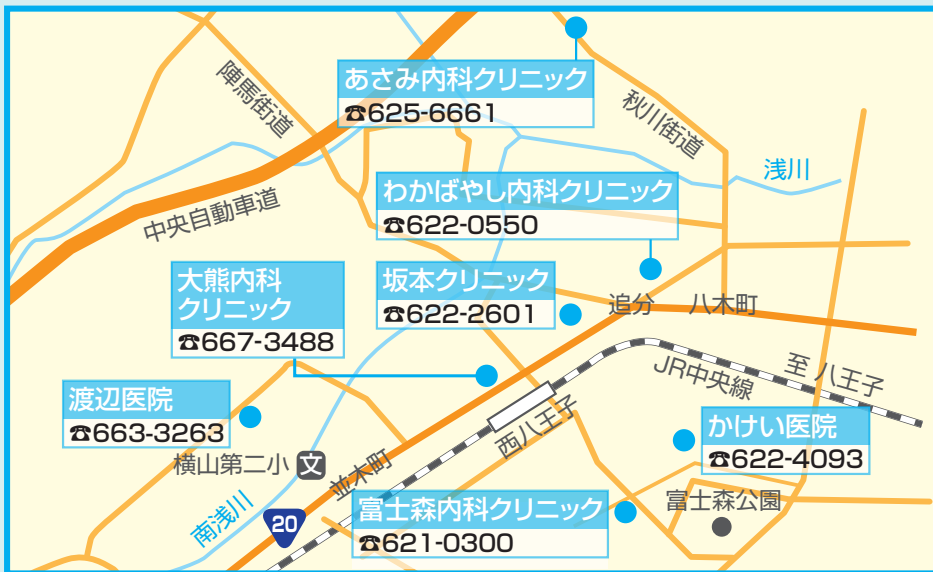 あさみ内科クリニック
☎625-6661
陣馬街道
秋川街道
浅川
わかばやし内科クリニック
☎622-0550
中央自動車道
大熊内科
クリニック
☎667-3488
坂本クリニック
☎622-2601
追分
八木町
JR中央線
至 八王子
渡辺医院
☎663-3263
西八王子
かけい医院
☎622-4093
横山第二小
文
並木町
南浅川
20
富士森内科クリニック
☎621-0300
富士森公園